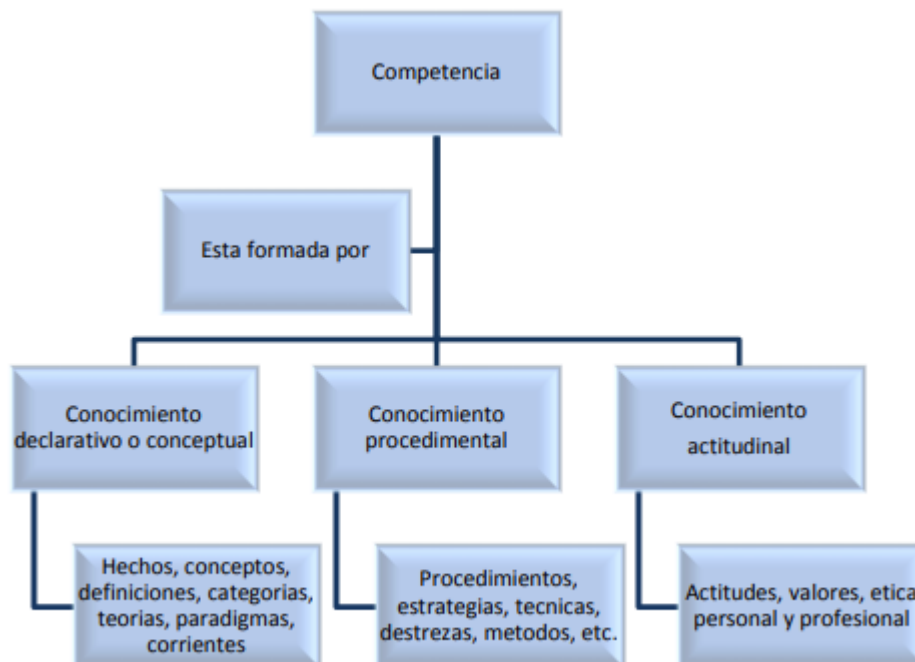 Competencia
Esta formada por
Conocimiento
declarativo o conceptual
Conocimiento
procedimental
Conocimiento
actitudinal
Hechos, conceptos,
definiciones, categorias,
teorias, paradigmas,
corrientes
Procedimientos,
estrategias, tecnicas,
destrezas, metodos, etc.
Actitudes, valores, etica
personal y profesional